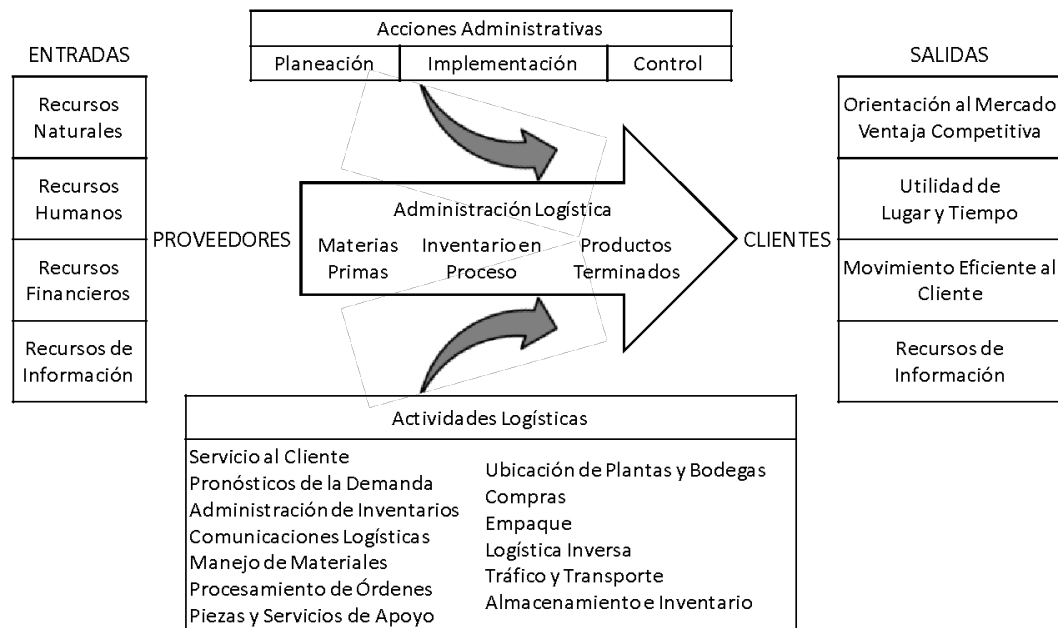 Acciones Administrativas
Planeación
Implementación
Control
ENTRADAS
Recursos
Naturales
Recursos
Humanos
Recursos
Financieros
Recursos de
Información
PROVEEDORES
Administración Logística
Materias
Primas
Inventario en
Proceso
Productos
Terminados
CLIENTES
SALIDAS
Orientación al Mercado
Ventaja Competitiva
Utilidad de
Lugar y Tiempo
Movimiento Eficiente al
Cliente
Recursos de
Información
Actividades Logísticas
Servicio al Cliente
Pronósticos de la Demanda
Administración de Inventarios
Comunicaciones Logísticas
Manejo de Materiales
Procesamiento de Órdenes
Piezas y Servicios de Apoyo
Ubicación de Plantas y Bodegas
Compras
Empaque
Logística Inversa
Tráfico y Transporte
Almacenamiento e Inventario